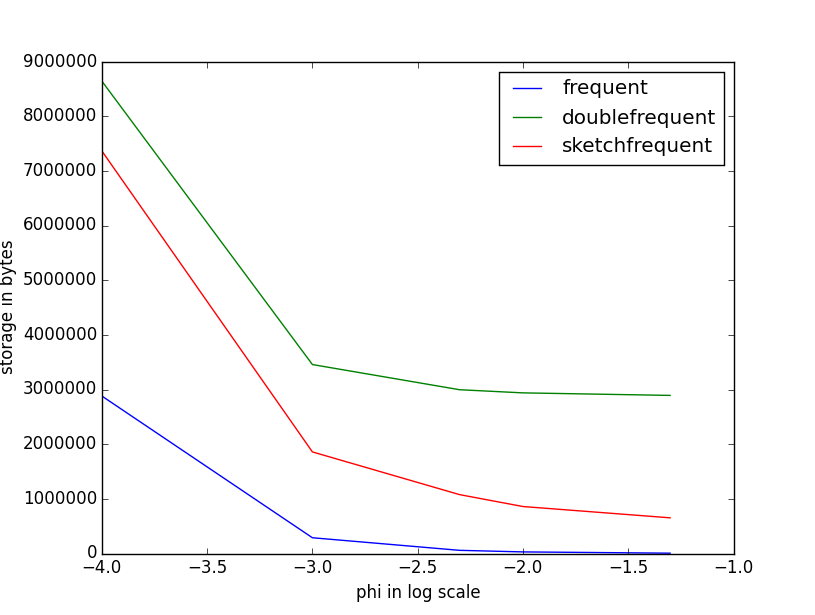 9000000
8000000
7000000
6000000
5000000
4000000
3000000
2000000
1000000
0
storage in bytes
frequent
doublefrequent
sketchfrequent
−4.0 −3.5 −3.0 −2.5 −2.0 −1.5 −1.0
phi in log scale